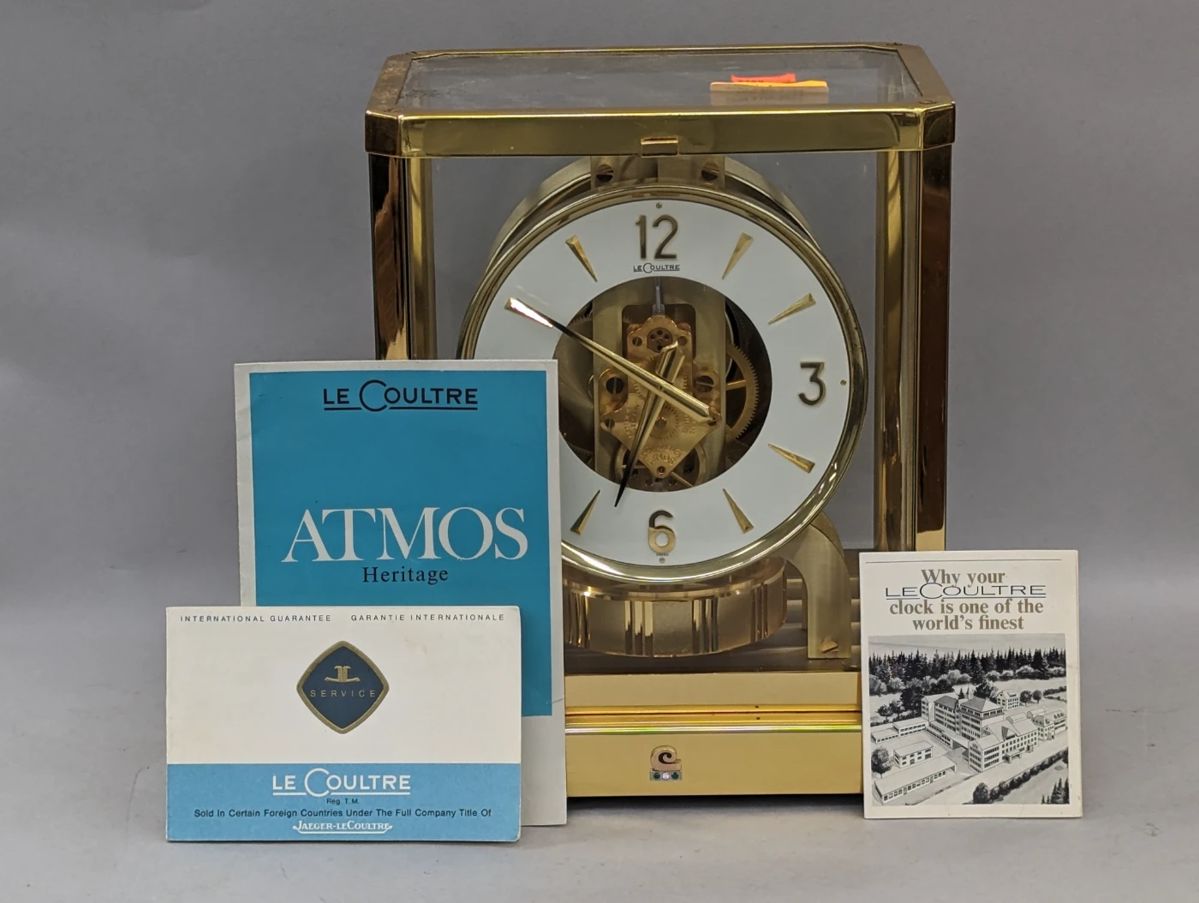 12
LECOULTRE
3
6
LE COULTRE
ATMOS
Heritage
INTERNATIONAL GUARANTEE GARANTIE INTERNATIONALE
SERVICE
LE COULTRE
Reg. T.M.
Sold In Certain Foreign Countries Under The Full Company Title Of
JAEGER-LECOULTRE
Why your
LECOULTRE
clock is one of the
world's finest